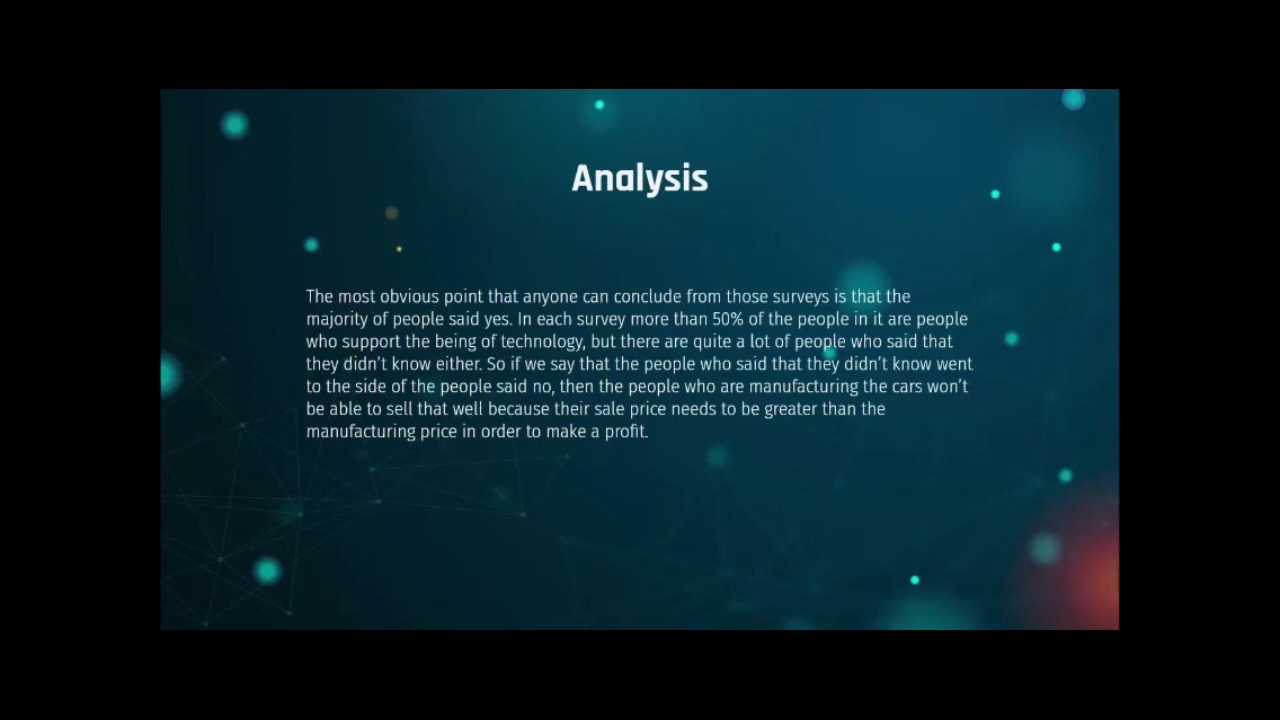 Analysis
The most obvious point that anyone can conclude from those surveys is that the
majority of people said yes. In each survey more than 50% of the people in it are people
who support the being of technology, but there are quite a lot of people who said that
they didn't know either. So if we say that the people who said that they didn't know went
to the side of the people said no, then the people who are manufacturing the cars won't
be able to sell that well because their sale price needs to be greater than the
manufacturing price in order to make a profit.